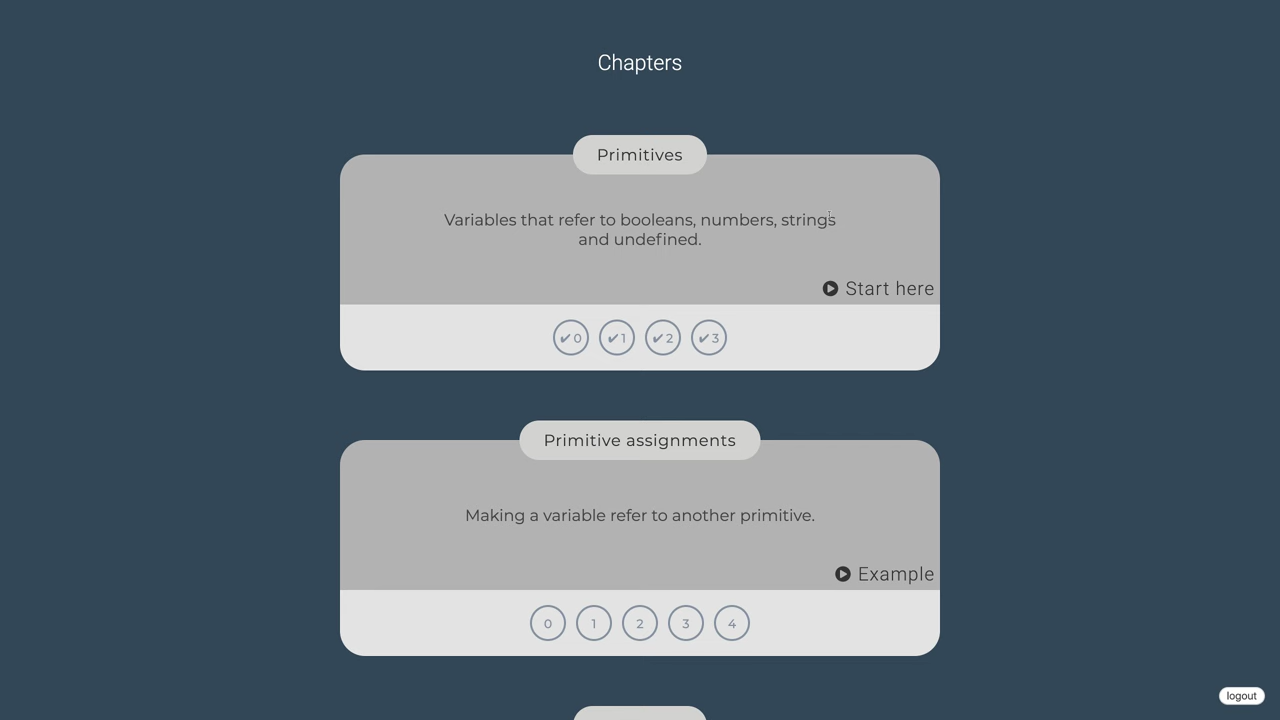 Chapters
Primitives
Variables that refer to booleans, numbers, strings
and undefined.
Start here
✔0 ✔1 ✔2 ✔3
Primitive assignments
Making a variable refer to another primitive.
Example
0 1 2 3 4
logout